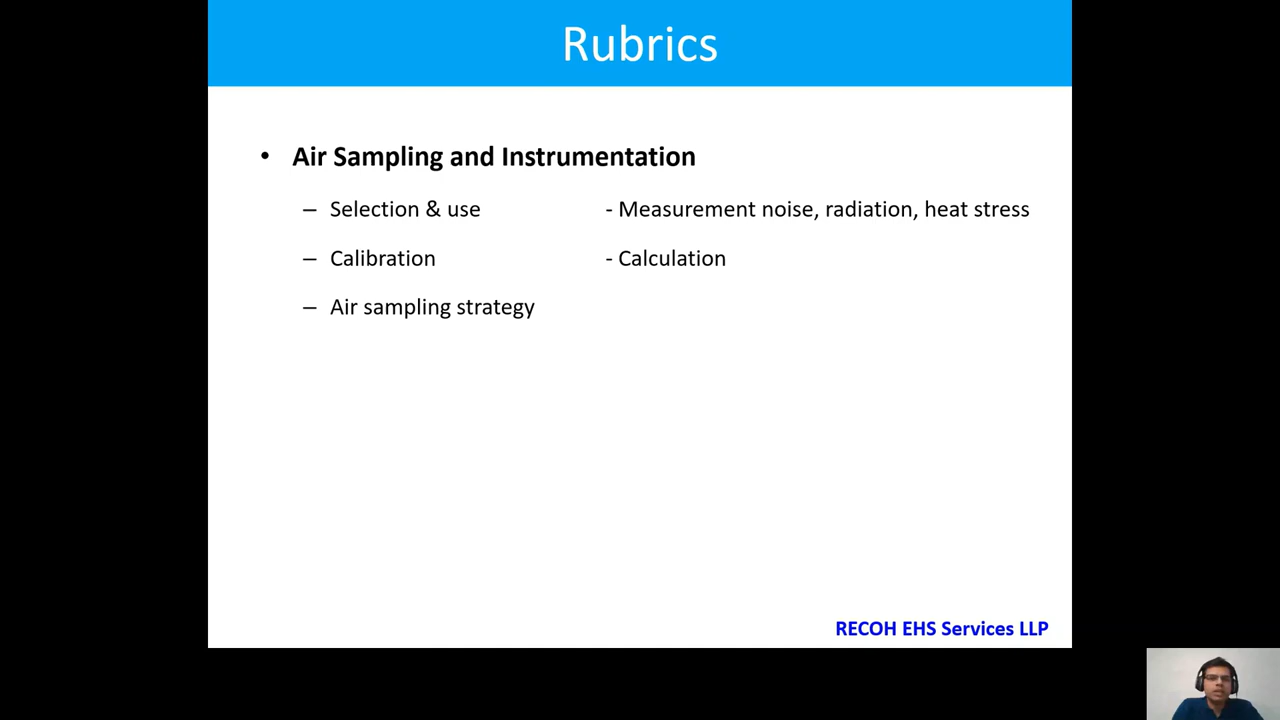 Rubrics
• Air Sampling and Instrumentation
– Selection & use - Measurement noise, radiation, heat stress
– Calibration - Calculation
– Air sampling strategy
RECOH EHS Services LLP